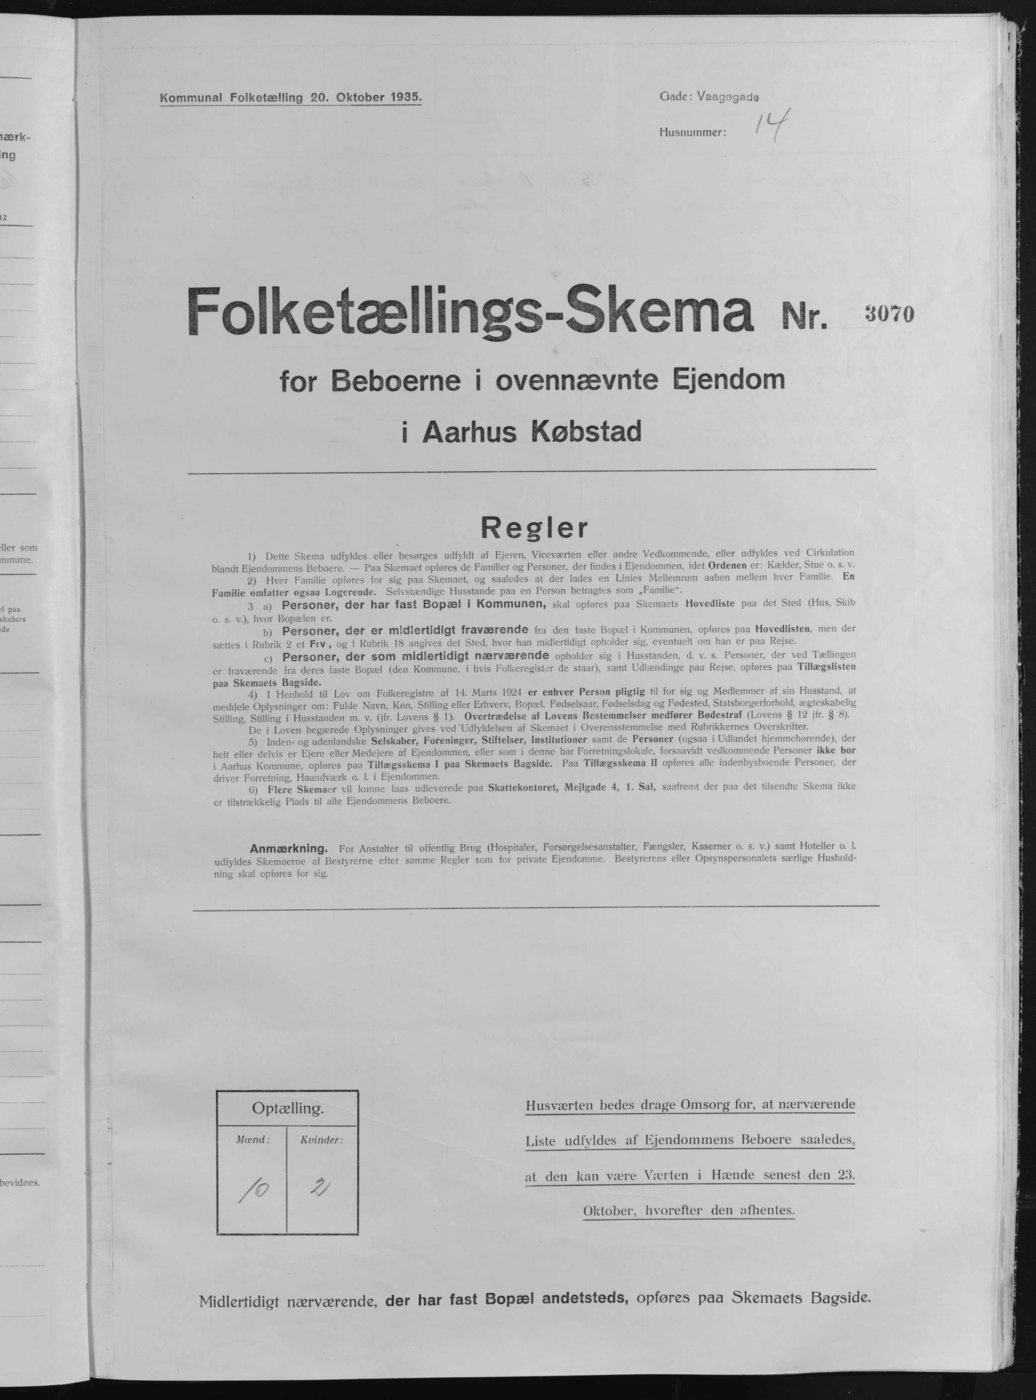 Kommunal Folketælling 20. Oktober 1935.
Gade: Vaagøgade
Husnummer: 14
Folketællings-Skema Nr. 3070
for Beboerne i ovennævnte Ejendom
i Aarhus Købstad
Regler
1) Dette Skema udfyldes eller besørges udfyldt af Ejeren, Viceværten eller andre Vedkommende, eller udfyldes ved Cirkulation
blandt Ejendommens Beboere. — Paa Skemaet opføres de Familier og Personer, der findes i Ejendommen, idet Ordenen er: Kælder, Stue o. s. v.
2) Hver Familie opføres for sig paa Skemaet, og saaledes at der lades en Linies Mellemrum aaben mellem hver Familie. En
Familie omfatter ogsaa Logerende. Selvstændige Husstande paa en Person betragtes som „Familie“.
3 a) Personer, der har fast Bopæl i Kommunen, skal opføres paa Skemaets Hovedliste paa det Sted (Hus, Skib
o. s. v.), hvor Bopælen er.
b) Personer, der er midlertidigt fraværende fra den faste Bopæl i Kommunen, opføres paa Hovedlisten, men der
sættes i Rubrik 2 et Frv, og i Rubrik 18 angives det Sted, hvor han midlertidigt opholder sig, eventuelt om han er paa Rejse.
c) Personer, der som midlertidigt nærværende opholder sig i Husstanden, d. v. s. Personer, der ved Tællingen
er fraværende fra deres faste Bopæl (den Kommune, i hvis Folkeregister de staar), samt Udlændinge paa Rejse, opføres paa Tillægslisten
paa Skemaets Bagside.
4) I Henhold til Lov om Folkeregistre af 14. Marts 1924 er enhver Person pligtig til for sig og Medlemmer af sin Husstand, at
meddele Oplysninger om: Fulde Navn, Køn, Stilling eller Erhverv, Bopæl, Fødselsaar, Fødselsdag og Fødested, Statsborgerforhold, ægteskabelig
Stilling, Stilling i Husstanden m. v. (jfr. Lovens § 1). Overtrædelse af Lovens Bestemmelser medfører Bødestraf (Lovens § 12 jfr. § 8).
De i Loven begærede Oplysninger gives ved Udfyldelsen af Skemaet i Overensstemmelse med Rubrikkernes Overskrifter.
5) Inden- og udenlandske Selskaber, Foreninger, Stiftelser, Institutioner samt de Personer (ogsaa i Udlandet hjemmehørende), der
helt eller delvis er Ejere eller Medejere af Ejendommen, eller som i denne har Forretningslokale, forsaavidt vedkommende Personer ikke bor
i Aarhus Kommune, opføres paa Tillægsskema I paa Skemaets Bagside. Paa Tillægsskema II opføres alle indenbysboende Personer, der
driver Forretning, Haandværk o. l. i Ejendommen.
6) Flere Skemaer vil kunne faas udleverede paa Skattekontoret, Mejlgade 4, 1. Sal, saafremt der paa det tilsendte Skema ikke
er tilstrækkelig Plads til alle Ejendommens Beboere.
Anmærkning. For Anstalter til offentlig Brug (Hospitaler, Forsørgelsesanstalter, Fængsler, Kaserner o. s. v.) samt Hoteller o. l.
udfyldes Skemaerne af Bestyrerne efter samme Regler som for private Ejendomme. Bestyrerens eller Opsynspersonalets særlige Hushold-
ning skal opføres for sig.
Optælling.
Mænd: Kvinder:
10 2
Husværten bedes drage Omsorg for, at nærværende
Liste udfyldes af Ejendommens Beboere saaledes,
at den kan være Værten i Hænde senest den 23.
Oktober, hvorefter den afhentes.
Midlertidigt nærværende, der har fast Bopæl andetsteds, opføres paa Skemaets Bagside.